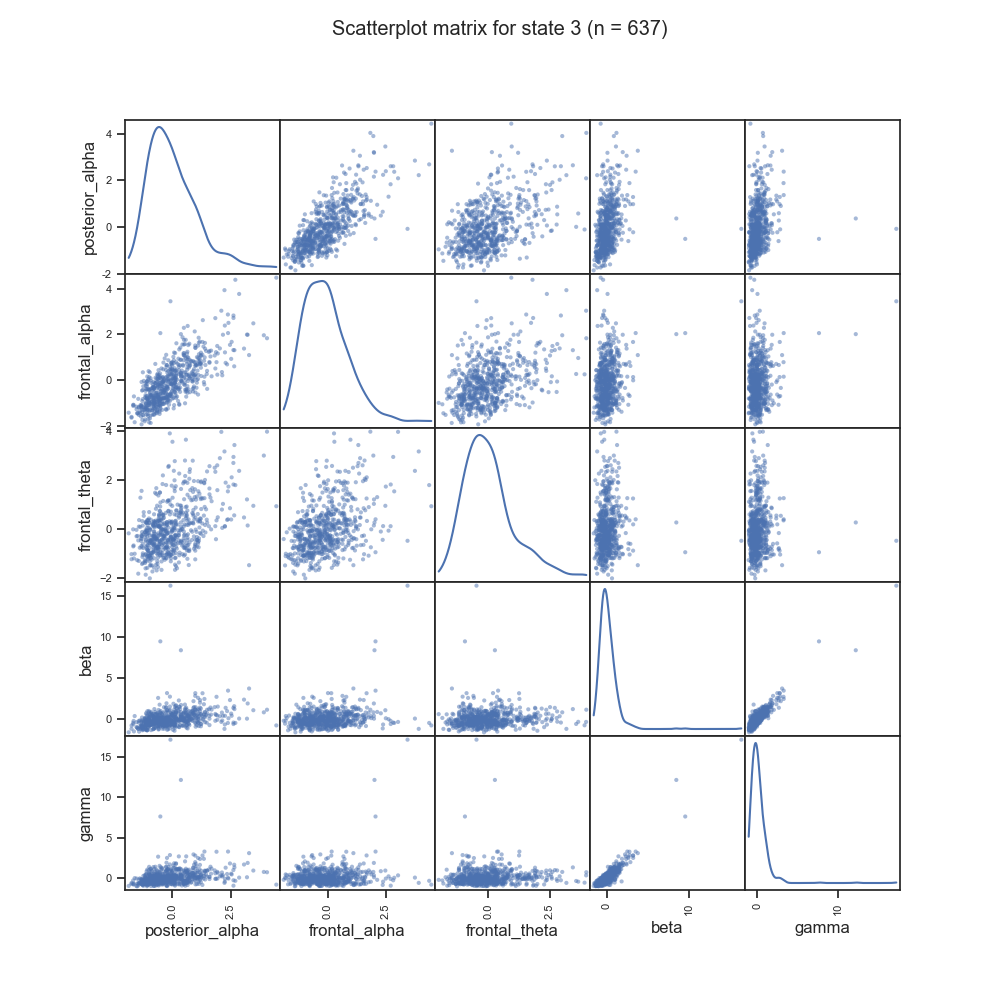 Scatterplot matrix for state 3 (n = 637)
posterior_alpha
4
2
0
-2
frontal_alpha
4
2
0
−2
frontal_theta
4
2
0
−2
beta
15
10
5
0
gamma
15
10
5
0
0.0 2.5 0.0 2.5 0.0 2.5 0 10 0 10
posterior_alpha frontal_alpha frontal_theta beta gamma